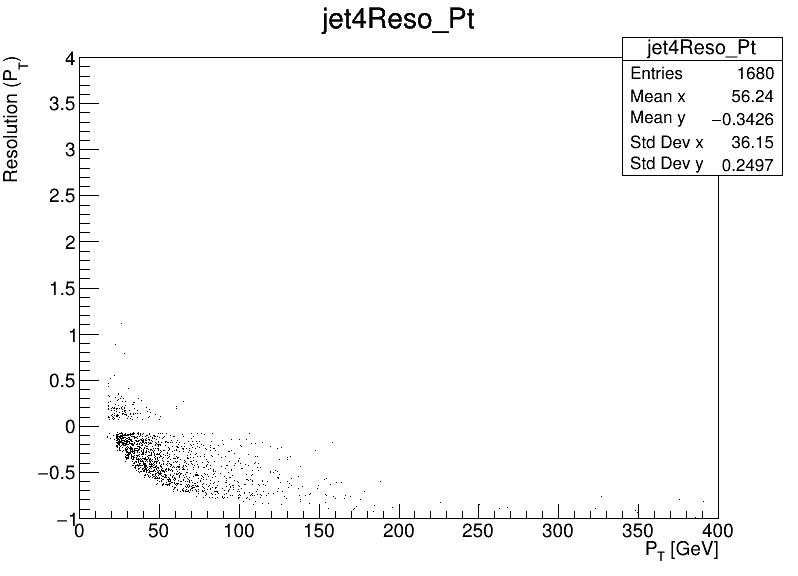 jet4Reso_Pt
jet4Reso_Pt
Entries 1680
Mean x 56.24
Mean y −0.3426
Std Dev x 36.15
Std Dev y 0.2497
Resolution (P_T)
4
3.5
3
2.5
2
1.5
1
0.5
0
−0.5
−1
0 50 100 150 200 250 300 350 400
P_T [GeV]